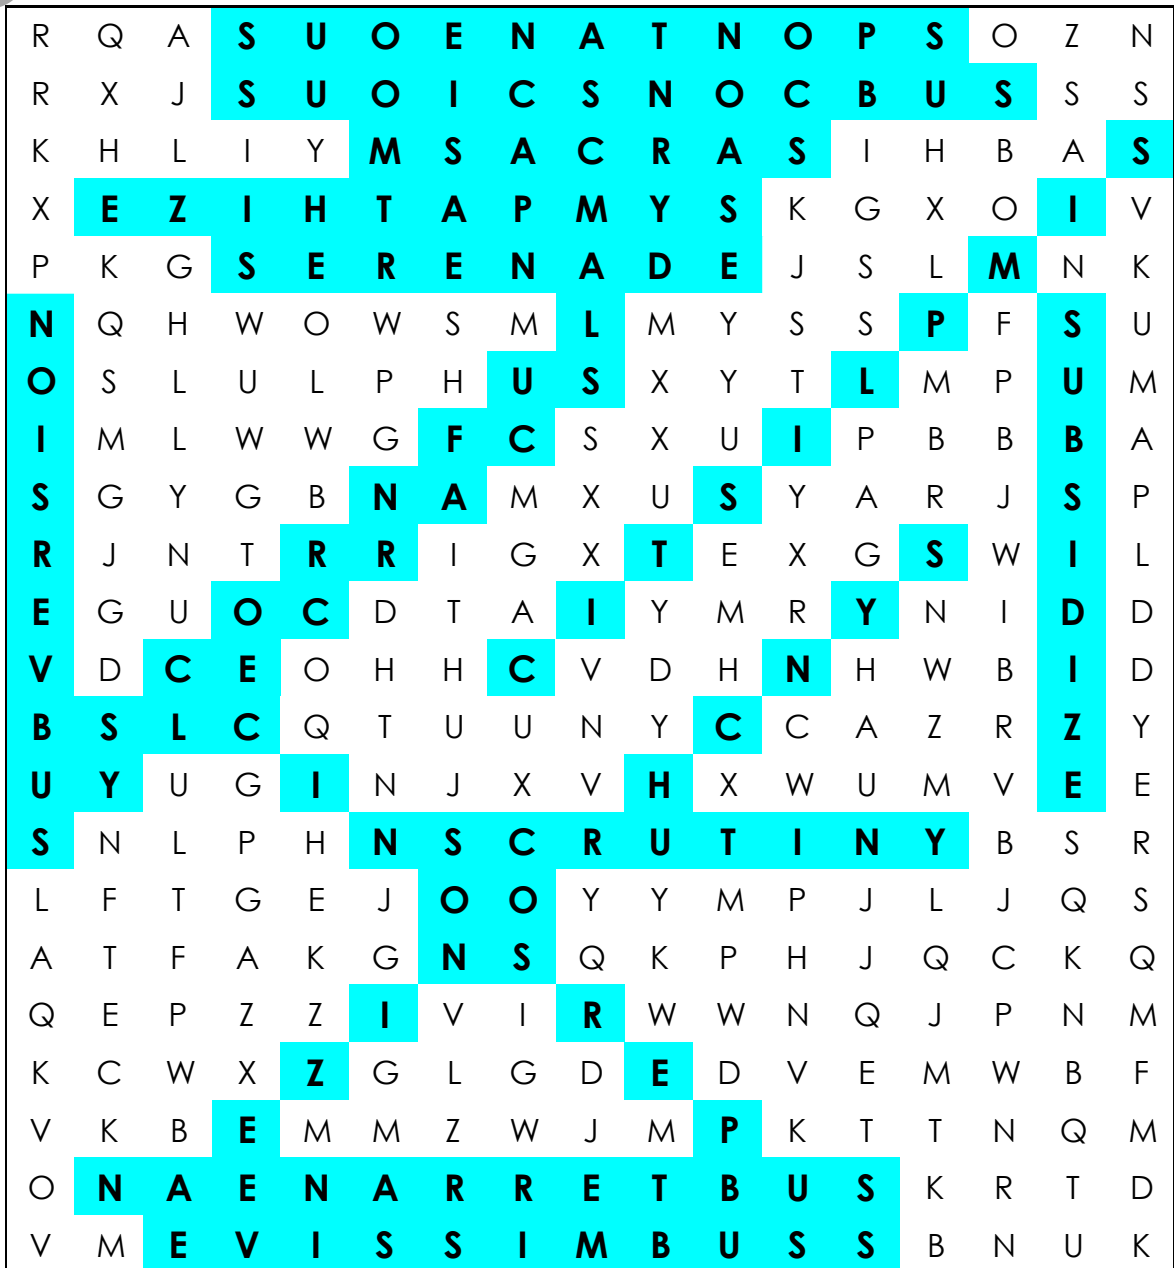 R Q A S U O E N A T N O P S O Z N
R X J S U O I C S N O C B U S S S
K H L I Y M S A C R A S I H B A S
X E Z I H T A P M Y S K G X O I V
P K G S E R E N A D E J S L M N K
N Q H W O W S M L M Y S S P F S U
O S L U L P H U S X Y T L M P U M
I M L W W G F C S X U I P B B B A
S G Y G B N A M X U S Y A R J S P
R J N T R R I G X T E X G S W I L
E G U O C D T A I Y M R Y N I D D
V D C E O H H C V D H N H W B I D
B S L C Q T U U N Y C C A Z R Z Y
U Y U G I N J X V H X W U M V E E
S N L P H N S C R U T I N Y B S R
L F T G E J O O Y Y M P J L J Q S
A T F A K G N S Q K P H J Q C K Q
Q E P Z Z I V I R W W N Q J P N M
K C W X Z G L G D E D V E M W B F
V K B E M M Z W J M P K T T N Q M
O N A E N A R R E T B U S K R T D
V M E V I S S I M B U S S B N U K